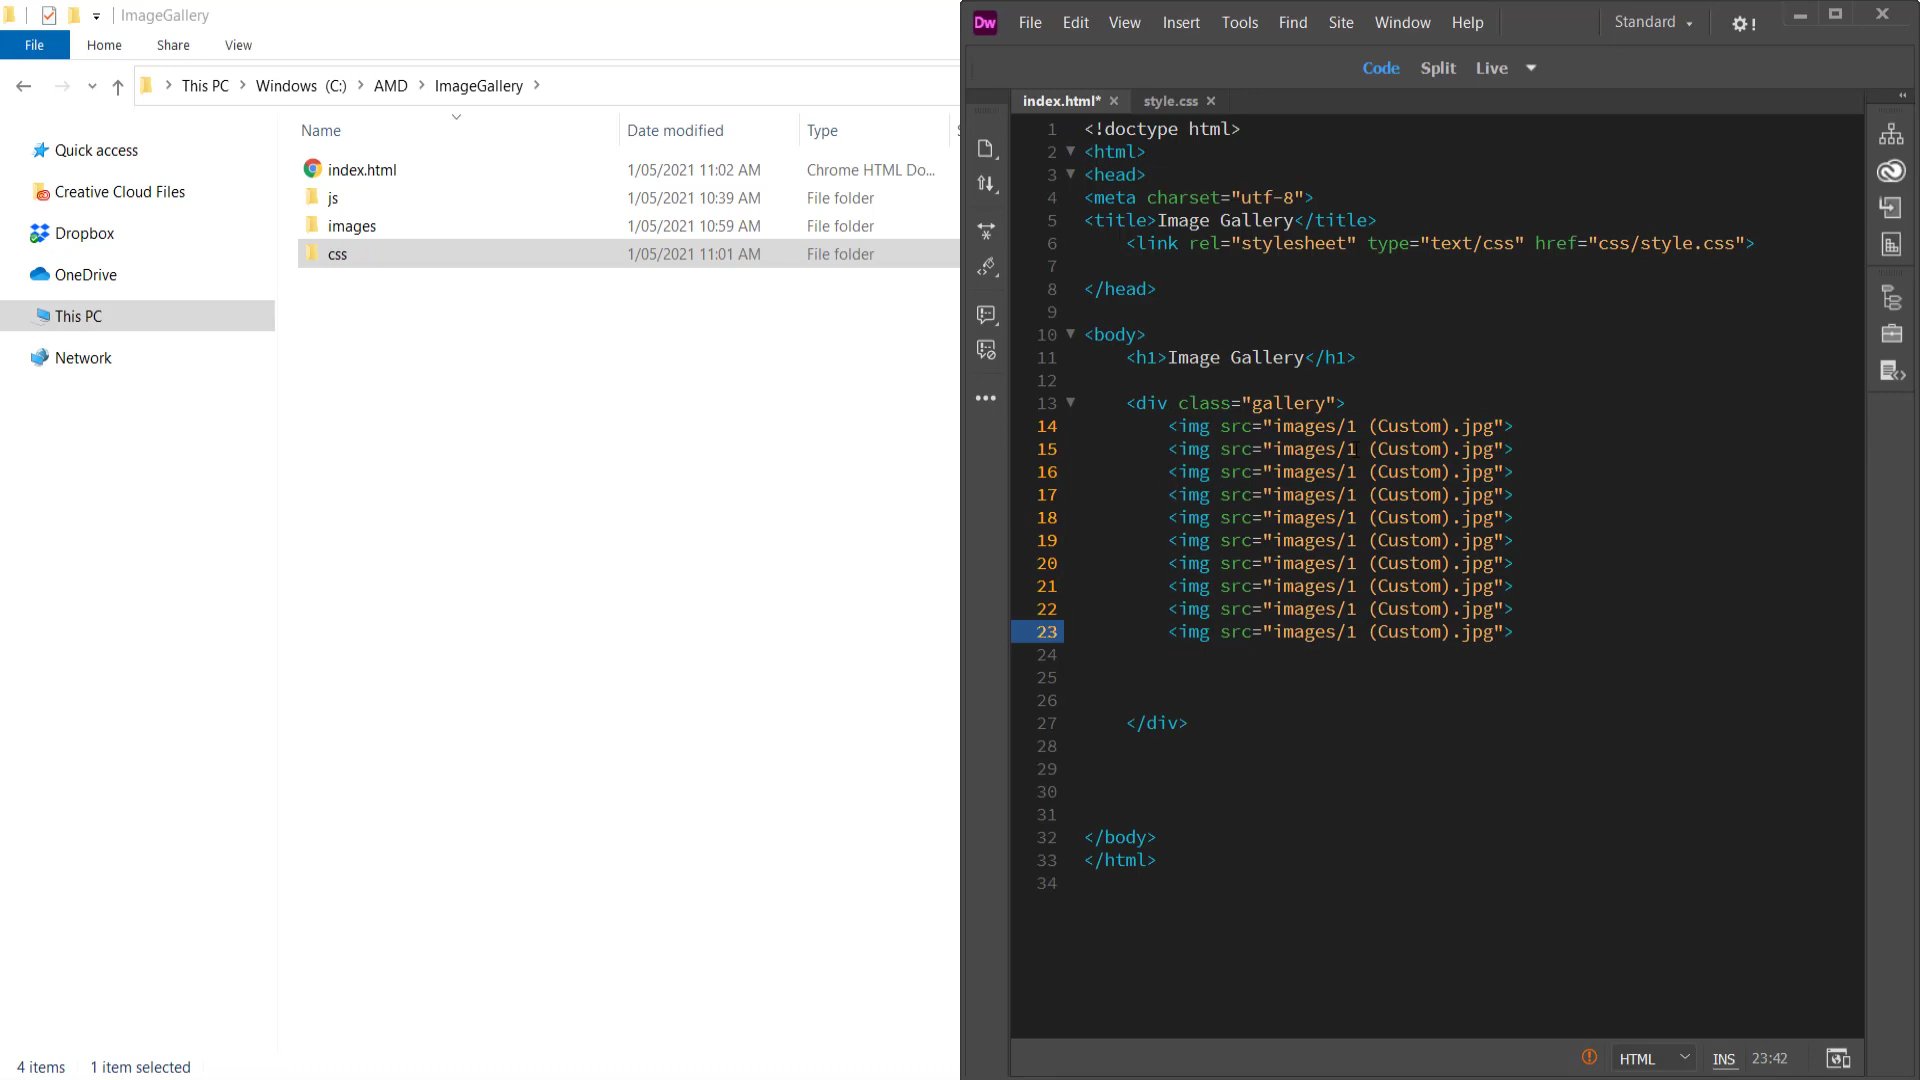 ImageGallery
File Home Share View
This PC Windows (C:) AMD ImageGallery
Name Date modified Type
index.html 1/05/2021 11:02 AM Chrome HTML Do...
js 1/05/2021 10:39 AM File folder
images 1/05/2021 10:59 AM File folder
css 1/05/2021 11:01 AM File folder
Quick access
Creative Cloud Files
Dropbox
OneDrive
This PC
Network
4 items 1 item selected
Dw File Edit View Insert Tools Find Site Window Help Standard
Code Split Live
index.html* style.css
1 <!doctype html>
2 <html>
3 <head>
4 <meta charset="utf-8">
5 <title>Image Gallery</title>
6 <link rel="stylesheet" type="text/css" href="css/style.css">
7
8 </head>
9
10 <body>
11 <h1>Image Gallery</h1>
12
13 <div class="gallery">
14 <img src="images/1 (Custom).jpg">
15 <img src="images/1 (Custom).jpg">
16 <img src="images/1 (Custom).jpg">
17 <img src="images/1 (Custom).jpg">
18 <img src="images/1 (Custom).jpg">
19 <img src="images/1 (Custom).jpg">
20 <img src="images/1 (Custom).jpg">
21 <img src="images/1 (Custom).jpg">
22 <img src="images/1 (Custom).jpg">
23 <img src="images/1 (Custom).jpg">
24
25
26
27 </div>
28
29
30
31
32 </body>
33 </html>
34
HTML INS 23:42